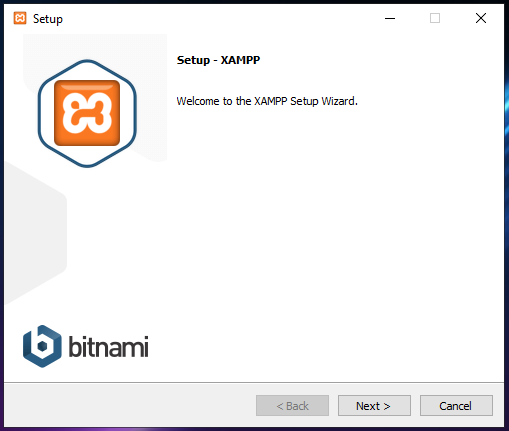 Setup
Setup - XAMPP
Welcome to the XAMPP Setup Wizard.
bitnami
< Back
Next >
Cancel